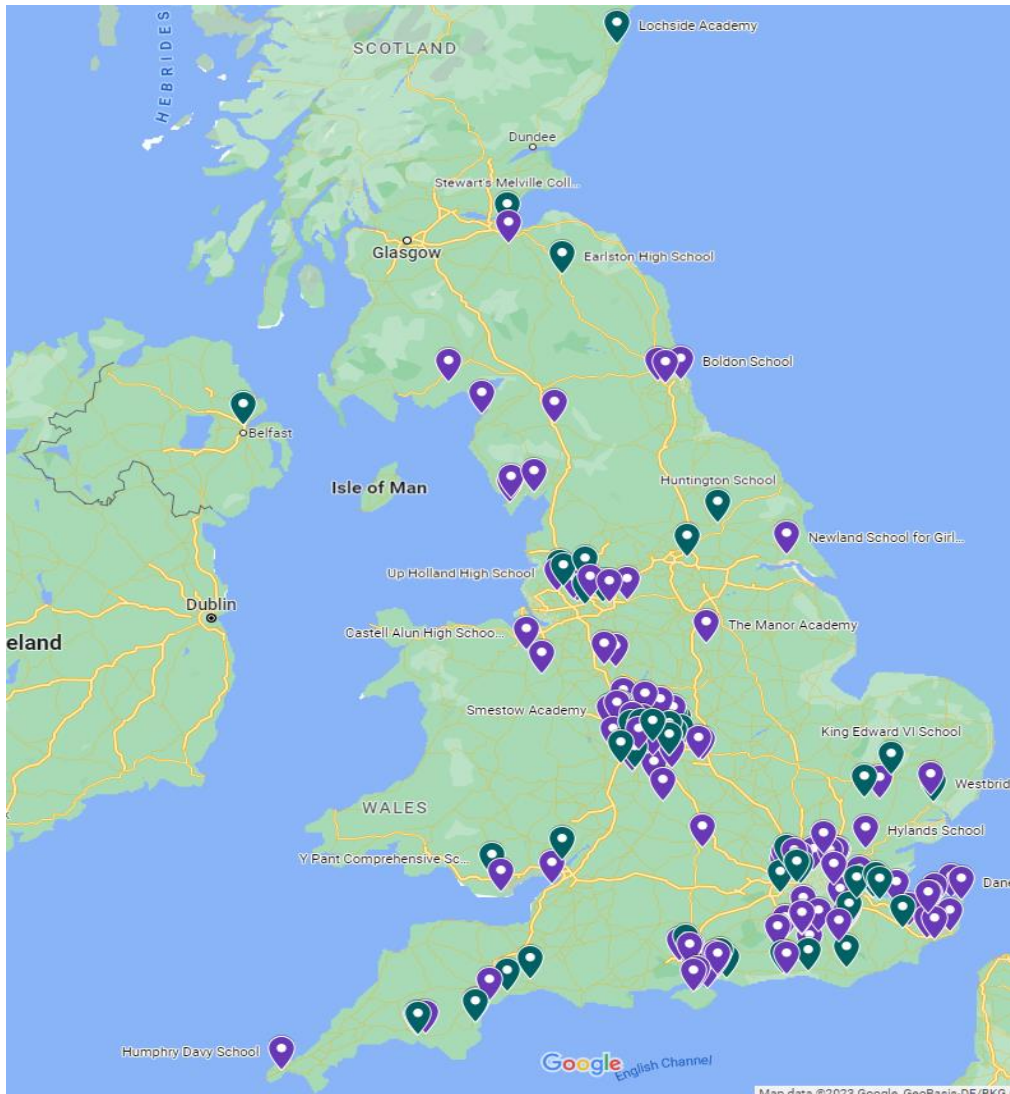 Lochside Academy
SCOTLAND
HEBRIDES
Dundee
Stewart's Melville Coll...
Glasgow
Earlston High School
Boldon School
Belfast
Isle of Man
Huntington School
Newland School for Girl...
Up Holland High School
Dublin
The Manor Academy
Castell Alun High Schoo...
eland
Smestow Academy
King Edward VI School
Westbrid
WALES
Hylands School
Y Pant Comprehensive Sc...
Dane
Humphry Davy School
Google
English Channel
Map data ©2023 Google, GeoBasis-DE/BKG